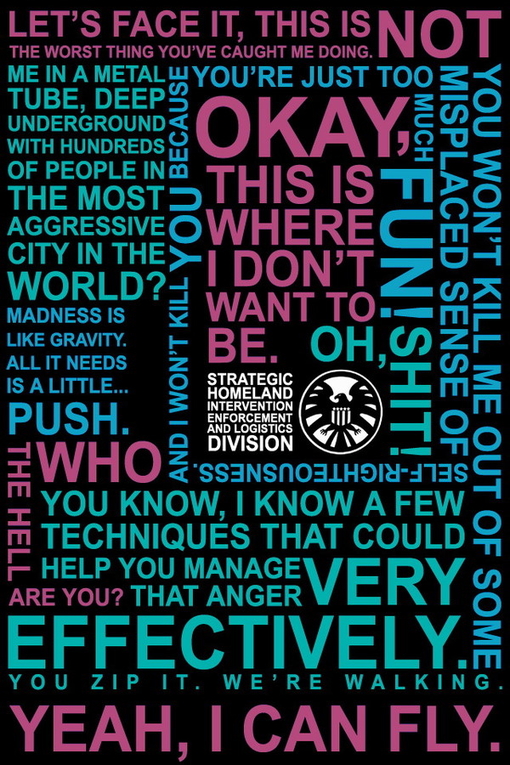 LET'S FACE IT, THIS IS NOT
THE WORST THING YOU'VE CAUGHT ME DOING.
ME IN A METAL
TUBE, DEEP
UNDERGROUND
WITH HUNDREDS
OF PEOPLE IN
THE MOST
AGGRESSIVE
CITY IN THE
WORLD?
MADNESS IS
LIKE GRAVITY.
ALL IT NEEDS
IS A LITTLE...
PUSH.
AND I WON'T KILL YOU BECAUSE
YOU'RE JUST TOO
MUCH
FUN!
YOU WON'T KILL ME OUT OF SOME
MISPLACED SENSE OF
SELF-RIGHTEOUSNESS.
OKAY,
THIS IS
WHERE
I DON'T
WANT TO
BE.
OH,
SHIT!
STRATEGIC
HOMELAND
INTERVENTION
ENFORCEMENT
AND LOGISTICS
DIVISION
WHO
THE HELL
ARE YOU?
YOU KNOW, I KNOW A FEW
TECHNIQUES THAT COULD
HELP YOU MANAGE
THAT ANGER
VERY
EFFECTIVELY.
YOU ZIP IT. WE'RE WALKING.
YEAH, I CAN FLY.